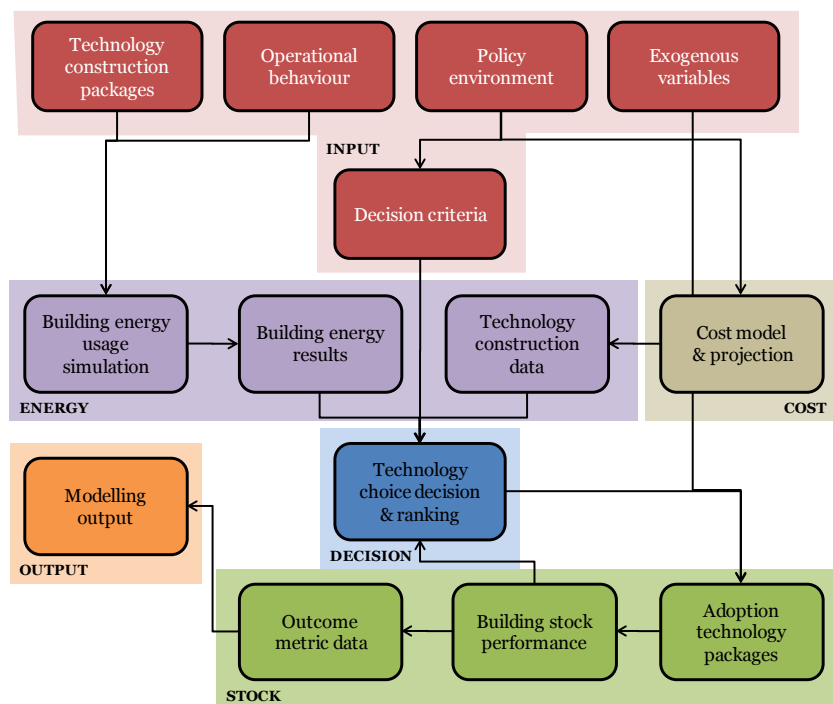 Technology
construction
packages
Operational
behaviour
Policy
environment
Exogenous
variables
INPUT
Decision criteria
Building energy
usage
simulation
Building energy
results
Technology
construction
data
Cost model
& projection
ENERGY
COST
Modelling
output
Technology
choice decision
& ranking
OUTPUT
DECISION
Outcome
metric data
Building stock
performance
Adoption
technology
packages
STOCK